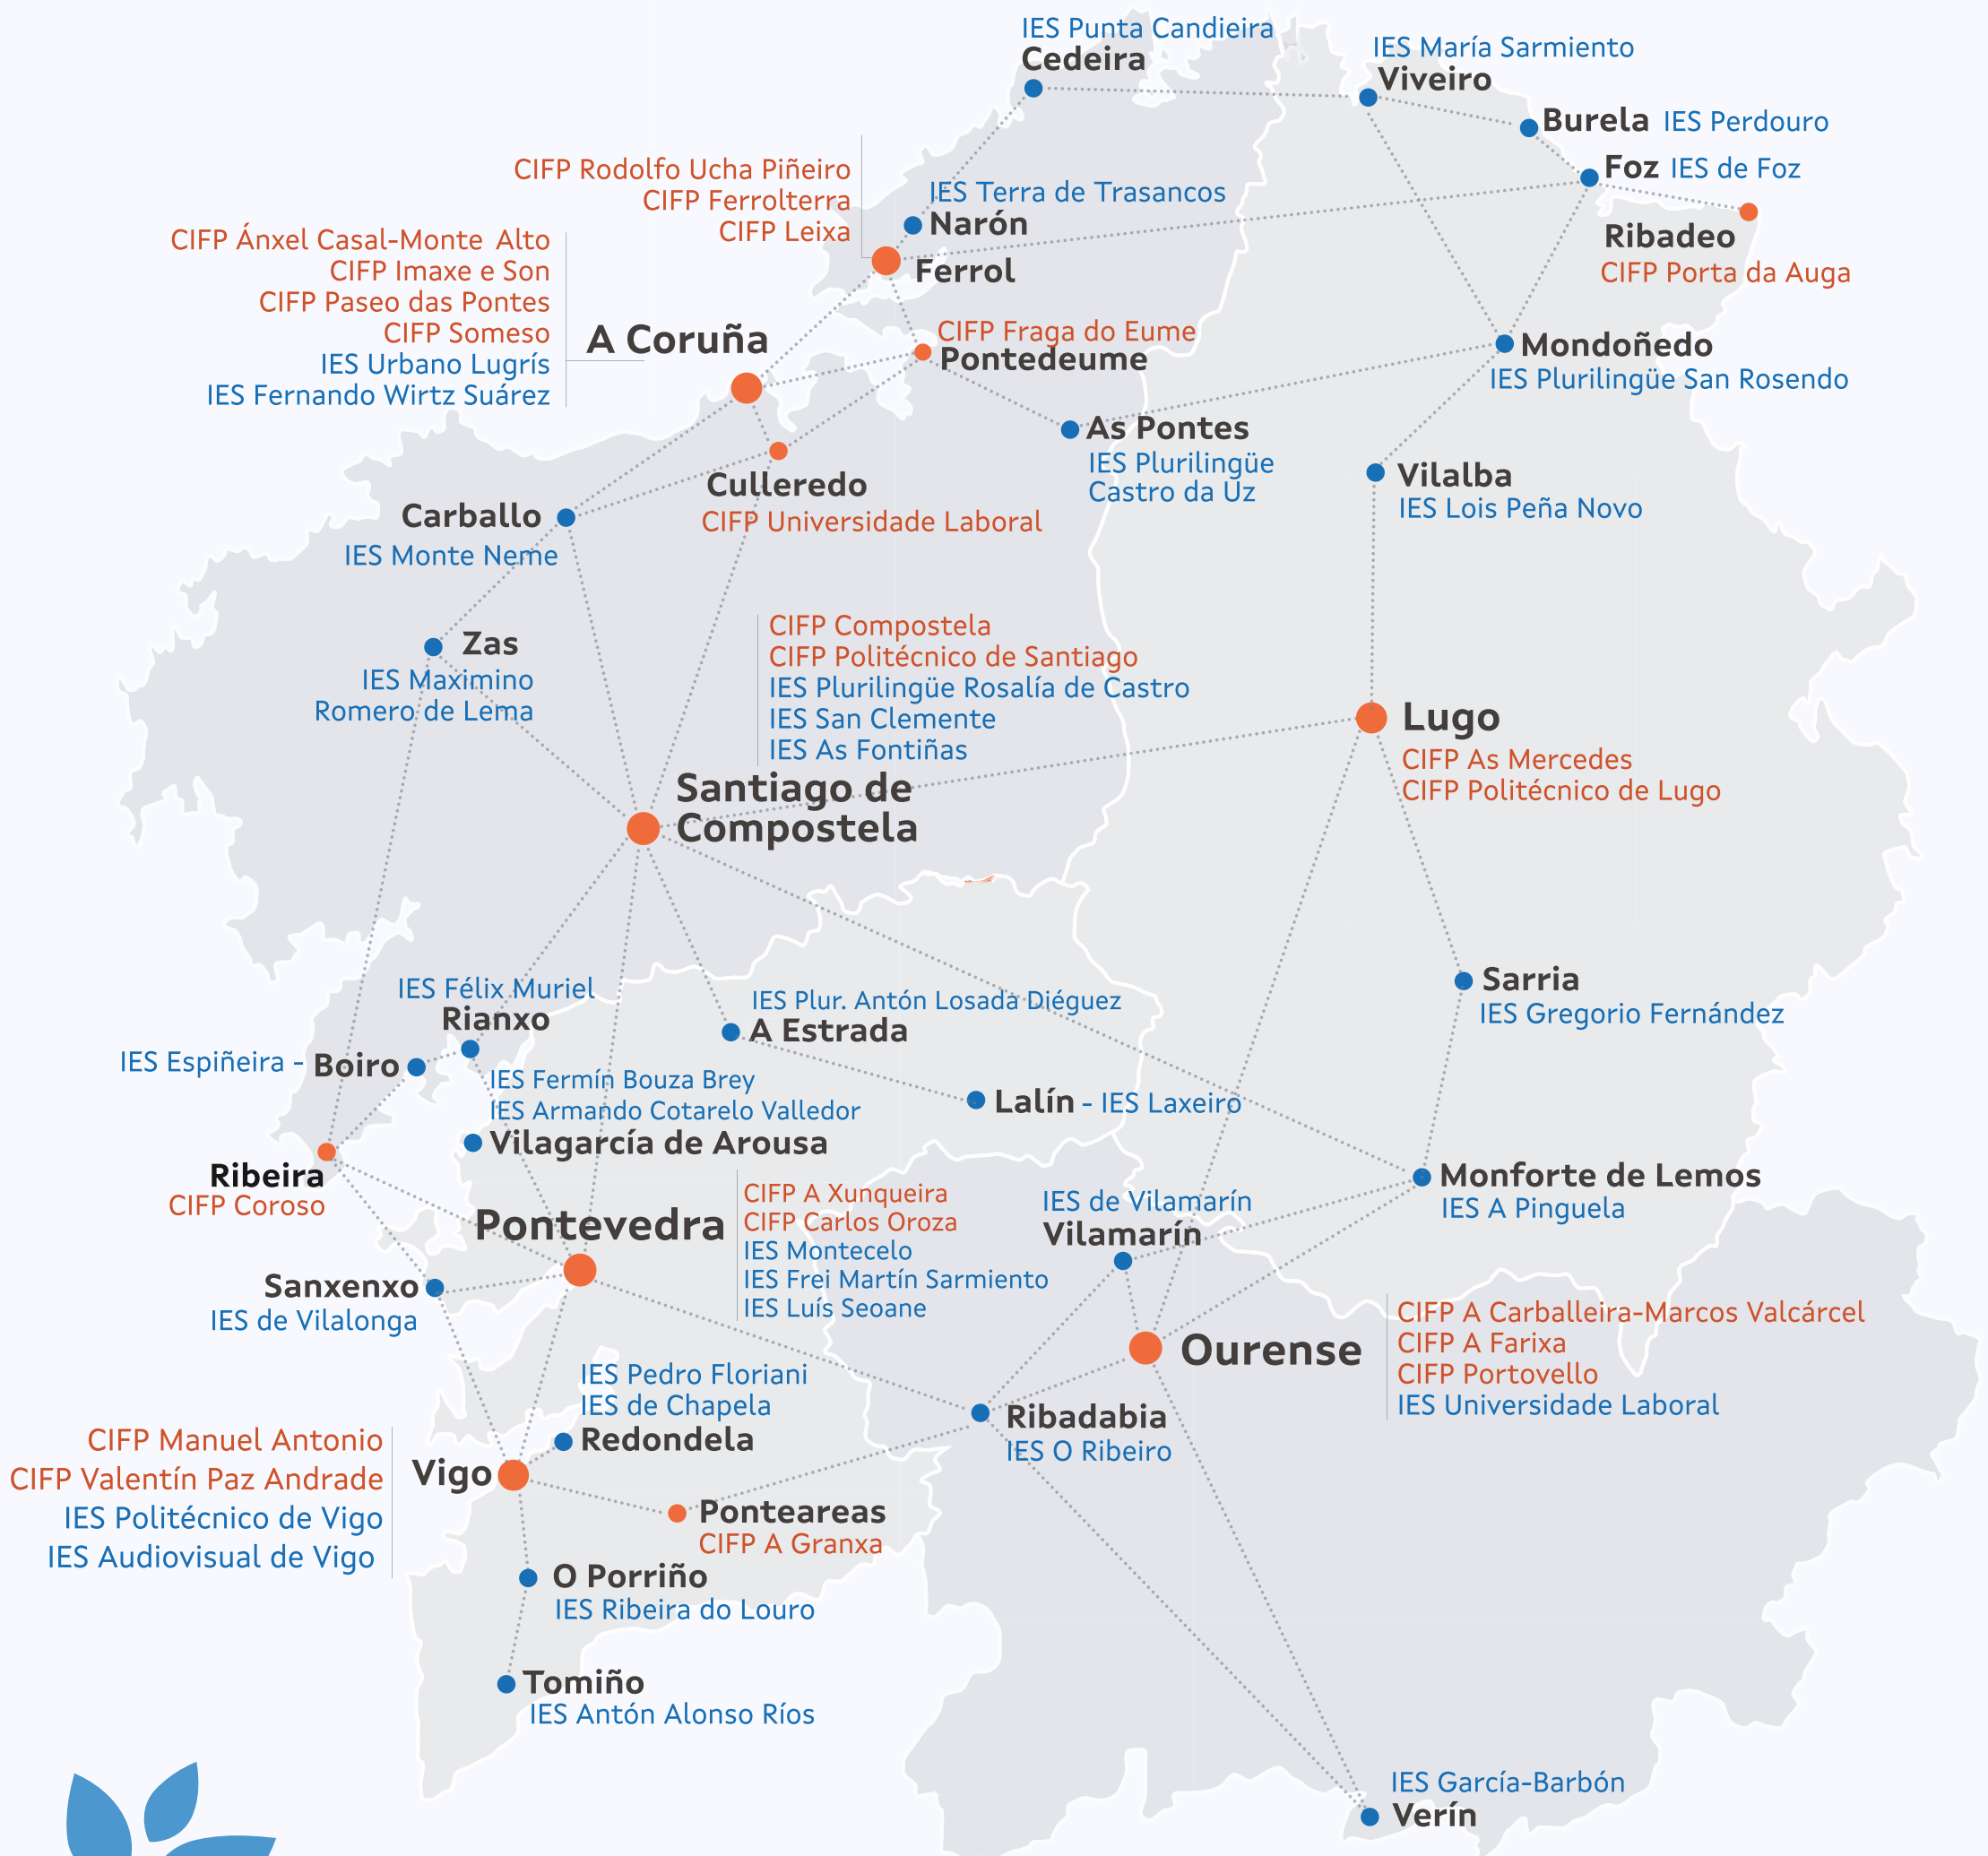 IES Punta Candieira
Cedeira
IES María Sarmiento
Viveiro
Burela IES Perdouro
Foz IES de Foz
Ribadeo
CIFP Porta da Auga
CIFP Rodolfo Ucha Piñeiro
CIFP Ferrolterra
CIFP Leixa
IES Terra de Trasancos
Narón
Ferrol
CIFP Ánxel Casal-Monte Alto
CIFP Imaxe e Son
CIFP Paseo das Pontes
CIFP Someso
IES Urbano Lugrís
IES Fernando Wirtz Suárez
A Coruña
CIFP Fraga do Eume
Pontedeume
Mondoñedo
IES Plurilingüe San Rosendo
As Pontes
IES Plurilingüe
Castro da Uz
Culleredo
CIFP Universidade Laboral
Vilalba
IES Lois Peña Novo
Carballo
IES Monte Neme
Zas
IES Maximino
Romero de Lema
CIFP Compostela
CIFP Politécnico de Santiago
IES Plurilingüe Rosalía de Castro
IES San Clemente
IES As Fontiñas
Santiago de
Compostela
Lugo
CIFP As Mercedes
CIFP Politécnico de Lugo
Sarria
IES Gregorio Fernández
IES Félix Muriel
Rianxo
IES Plur. Antón Losada Diéguez
A Estrada
IES Espiñeira - Boiro
IES Fermín Bouza Brey
IES Armando Cotarelo Valledor
Vilagarcía de Arousa
Lalín - IES Laxeiro
Ribeira
CIFP Coroso
Monforte de Lemos
IES A Pinguela
Pontevedra
CIFP A Xunqueira
CIFP Carlos Oroza
IES Montecelo
IES Frei Martín Sarmiento
IES Luís Seoane
IES de Vilamarín
Vilamarín
Sanxenxo
IES de Vilalonga
Ourense
CIFP A Carballeira-Marcos Valcárcel
CIFP A Farixa
CIFP Portovello
IES Universidade Laboral
IES Pedro Floriani
IES de Chapela
Redondela
Ribadabia
IES O Ribeiro
CIFP Manuel Antonio
CIFP Valentín Paz Andrade
IES Politécnico de Vigo
IES Audiovisual de Vigo
Vigo
Ponteareas
CIFP A Granxa
O Porriño
IES Ribeira do Louro
Tomiño
IES Antón Alonso Ríos
IES García-Barbón
Verín